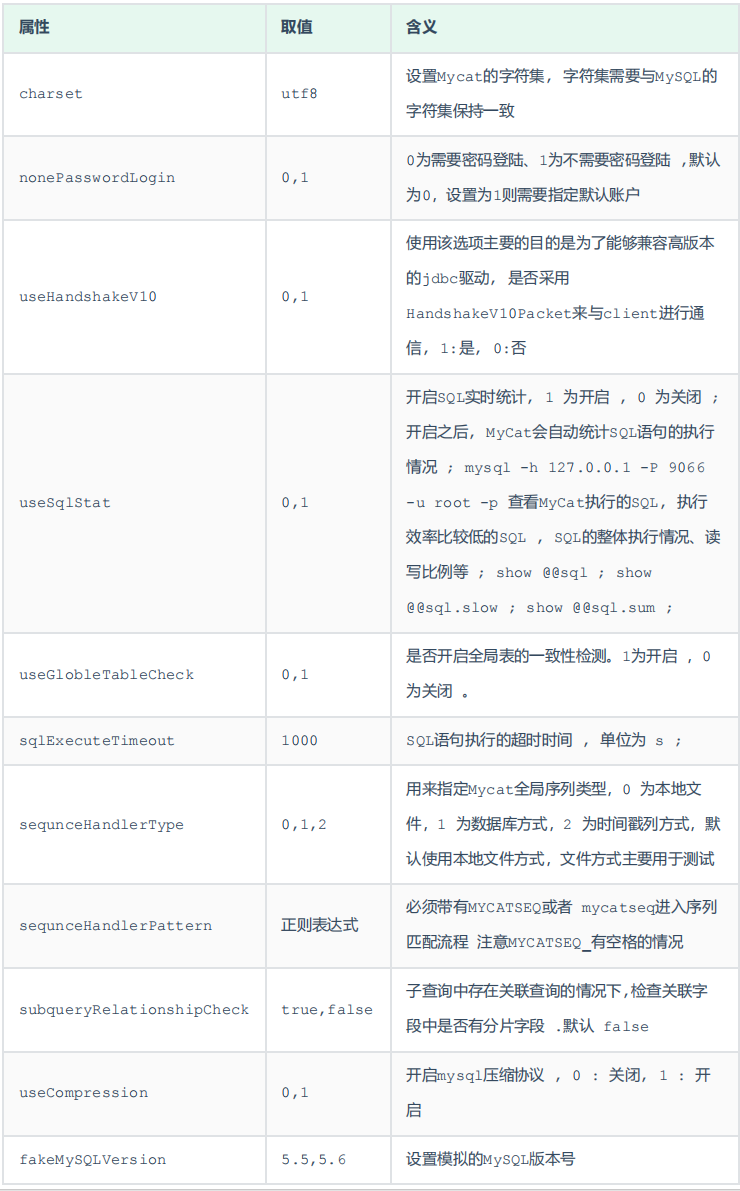 属性 取值 含义
charset utf8 设置Mycat的字符集, 字符集需要与MySQL的
字符集保持一致
nonePasswordLogin 0,1 0为需要密码登陆、1为不需要密码登陆 ,默认
为0, 设置为1则需要指定默认账户
useHandshakeV10 0,1 使用该选项主要的目的是为了能够兼容高版本
的jdbc驱动, 是否采用
HandshakeV10Packet来与client进行通
信, 1:是, 0:否
useSqlStat 0,1 开启SQL实时统计, 1 为开启 , 0 为关闭 ;
开启之后, MyCat会自动统计SQL语句的执行
情况 ; mysql -h 127.0.0.1 -P 9066
-u root -p 查看MyCat执行的SQL, 执行
效率比较低的SQL , SQL的整体执行情况、读
写比例等 ; show @@sql ; show
@@sql.slow ; show @@sql.sum ;
useGlobleTableCheck 0,1 是否开启全局表的一致性检测。1为开启 , 0
为关闭 。
sqlExecuteTimeout 1000 SQL语句执行的超时时间 , 单位为 s ;
sequnceHandlerType 0,1,2 用来指定Mycat全局序列类型, 0 为本地文
件, 1 为数据库方式, 2 为时间戳列方式, 默
认使用本地文件方式, 文件方式主要用于测试
sequnceHandlerPattern 正则表达式 必须带有MYCATSEQ或者 mycatseq进入序列
匹配流程 注意MYCATSEQ_有空格的情况
subqueryRelationshipCheck true,false 子查询中存在关联查询的情况下,检查关联字
段中是否有分片字段 .默认 false
useCompression 0,1 开启mysql压缩协议 , 0 : 关闭, 1 : 开
启
fakeMySQLVersion 5.5,5.6 设置模拟的MySQL版本号